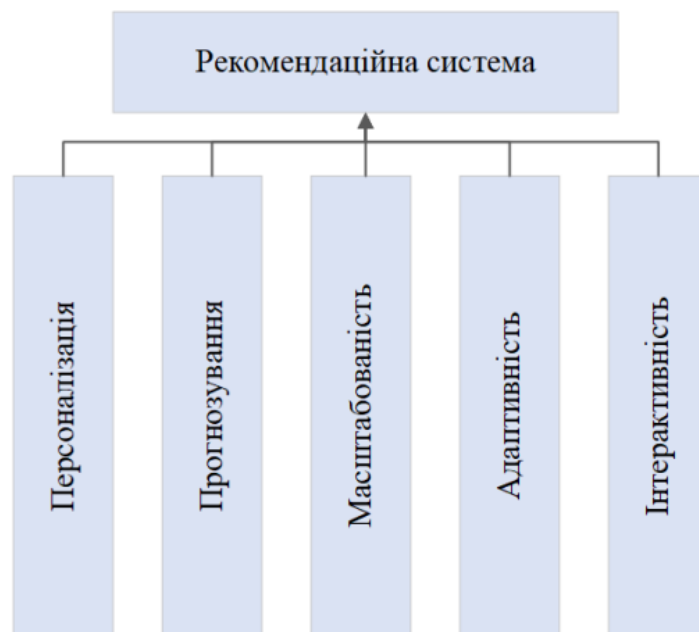 Рекомендаційна система
Персоналізація
Прогнозування
Масштабованість
Адаптивність
Інтерактивність